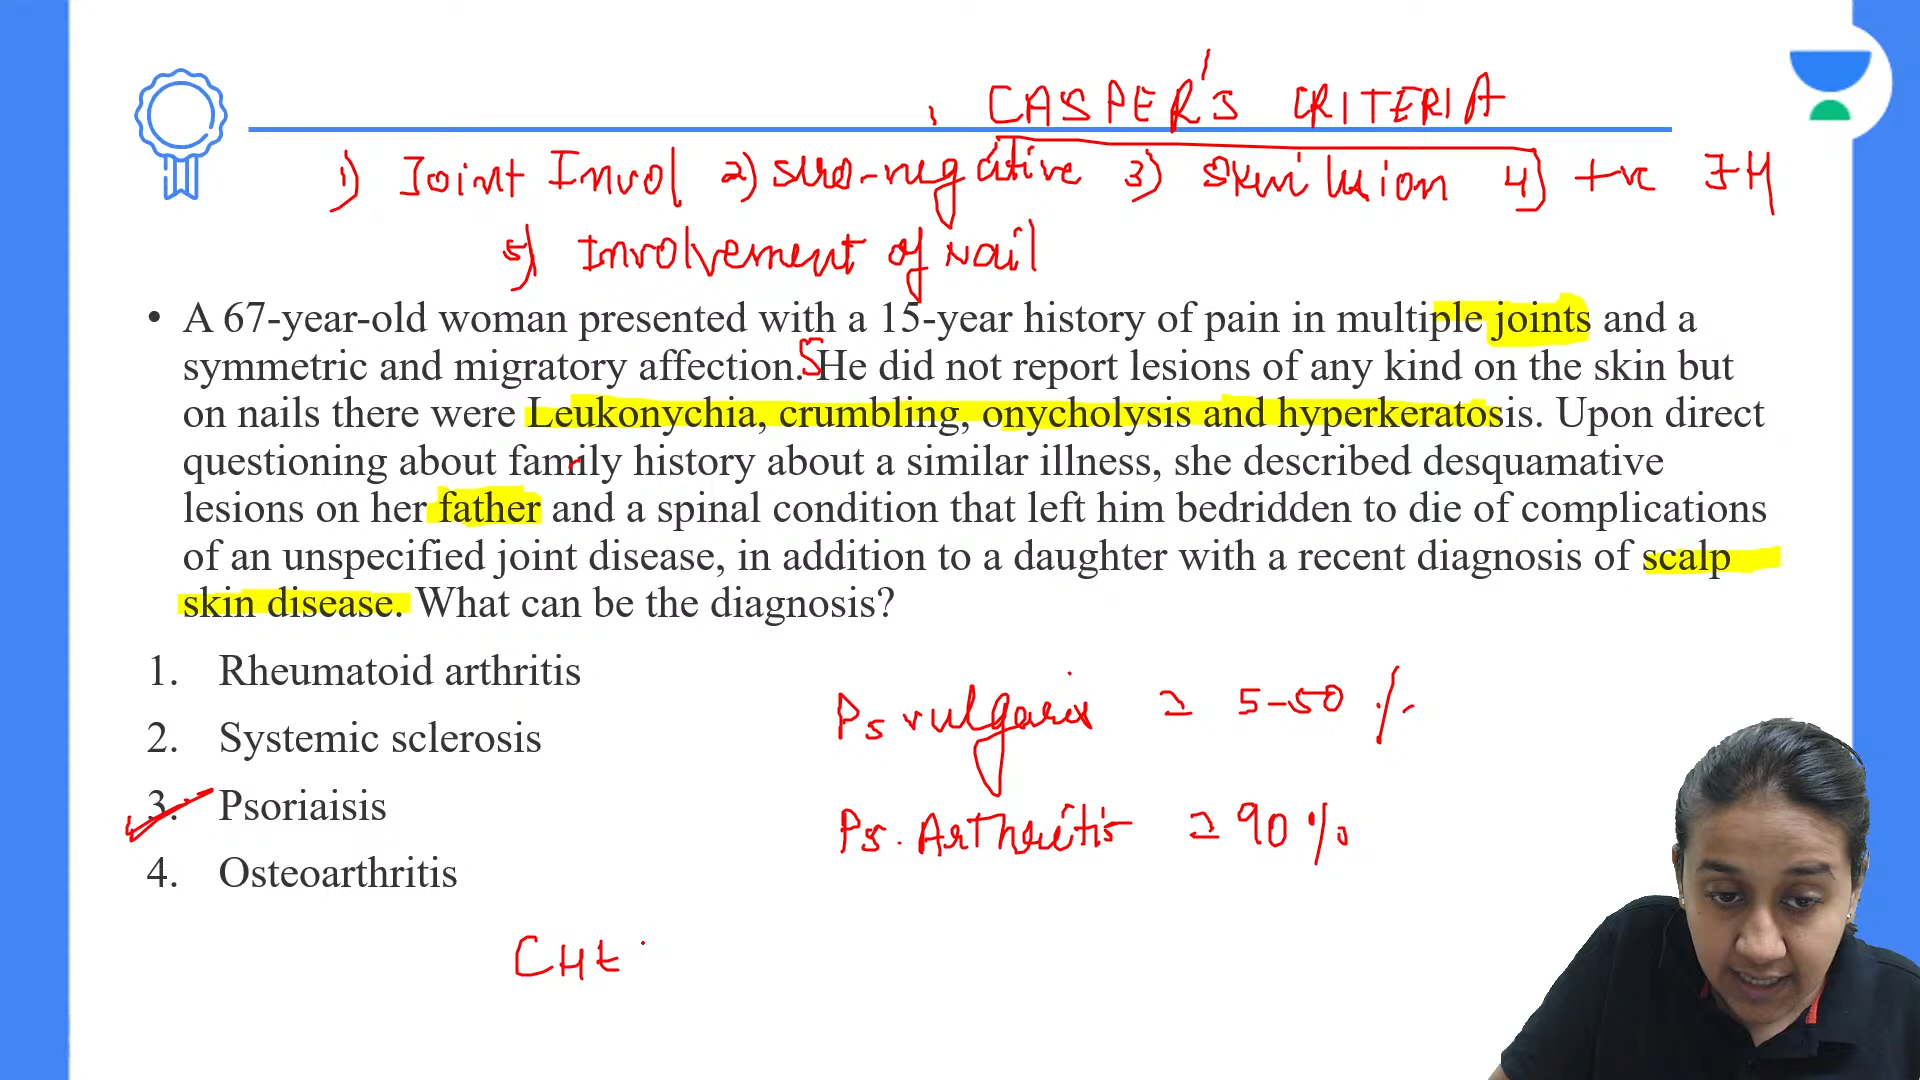 CASPER'S CRITERIA
1) Joint Invol 2) sero-negative 3) Skin lesion 4) +ve FH
5) Involvement of Nail
• A 67-year-old woman presented with a 15-year history of pain in multiple joints and a
symmetric and migratory affection. He did not report lesions of any kind on the skin but
on nails there were Leukonychia, crumbling, onycholysis and hyperkeratosis. Upon direct
questioning about family history about a similar illness, she described desquamative
lesions on her father and a spinal condition that left him bedridden to die of complications
of an unspecified joint disease, in addition to a daughter with a recent diagnosis of scalp
skin disease. What can be the diagnosis?
1. Rheumatoid arthritis
2. Systemic sclerosis
3. Psoriaisis
4. Osteoarthritis
Ps vulgaris ≃ 5-50 %
Ps. Arthritis ≃ 90 %
CHE